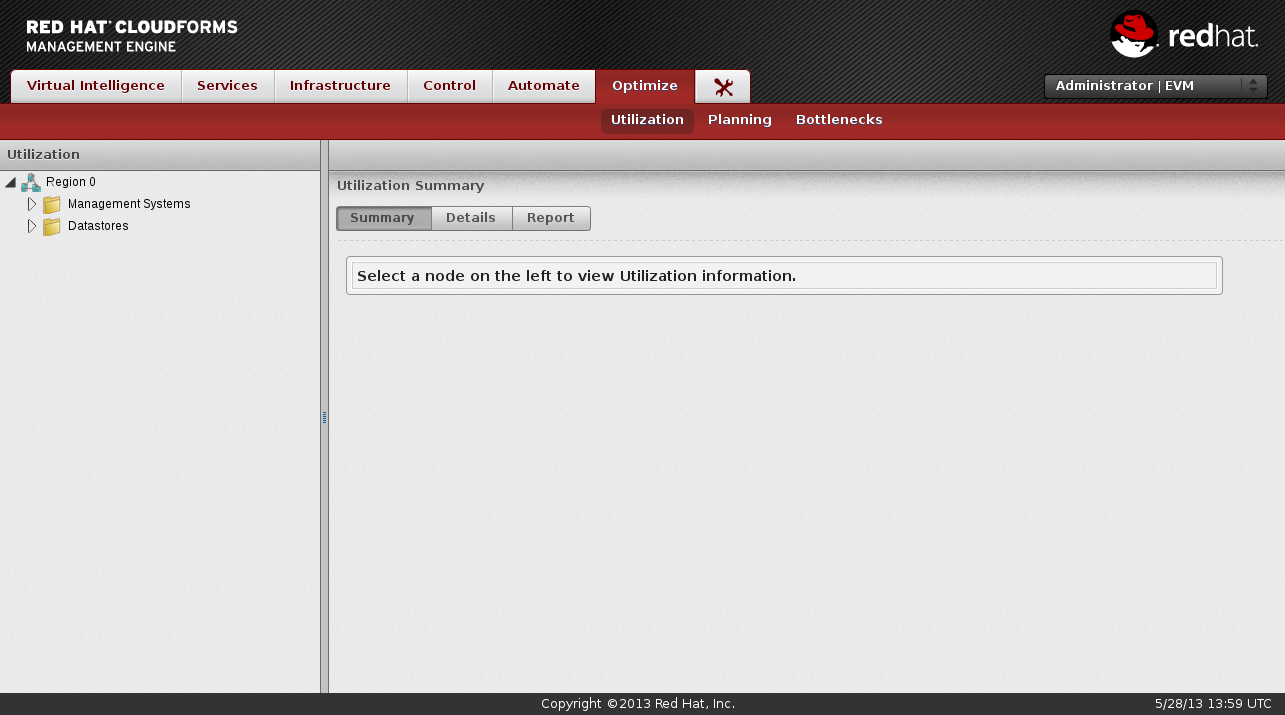 RED HAT CLOUDFORMS
MANAGEMENT ENGINE
redhat.
Virtual Intelligence
Services
Infrastructure
Control
Automate
Optimize
Administrator | EVM
Utilization
Planning
Bottlenecks
Utilization
Region 0
Management Systems
Datastores
Utilization Summary
Summary
Details
Report
Select a node on the left to view Utilization information.
Copyright ©2013 Red Hat, Inc.
5/28/13 13:59 UTC